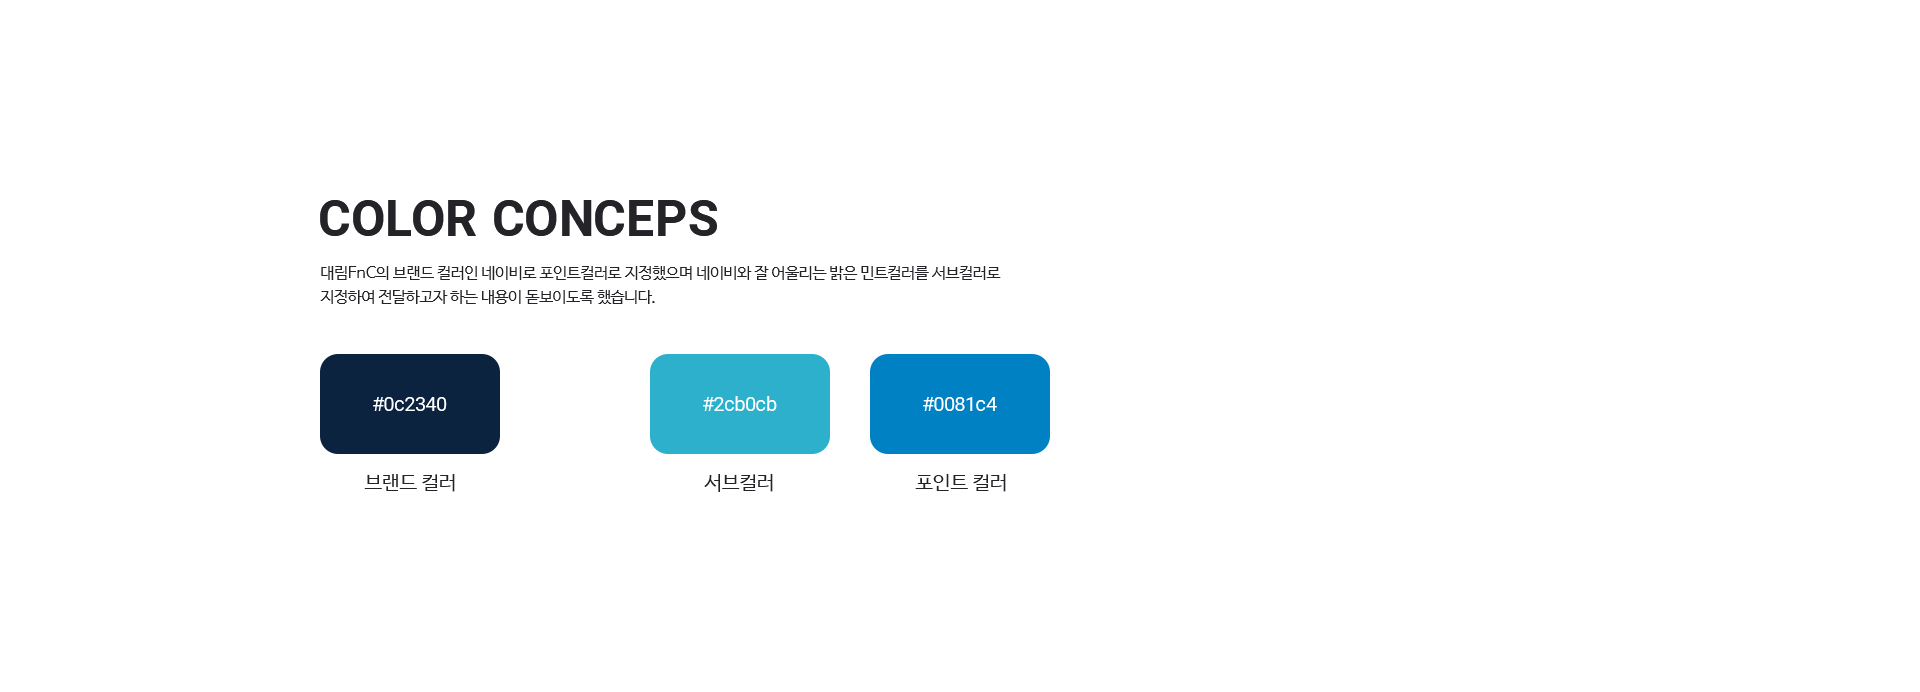 COLOR CONCEPS
대림FnC의 브랜드 컬러인 네이비로 포인트컬러로 지정했으며 네이비와 잘 어울리는 밝은 민트컬러를 서브컬러로
지정하여 전달하고자 하는 내용이 돋보이도록 했습니다.
#0c2340
#2cb0cb
#0081c4
브랜드 컬러
서브컬러
포인트 컬러